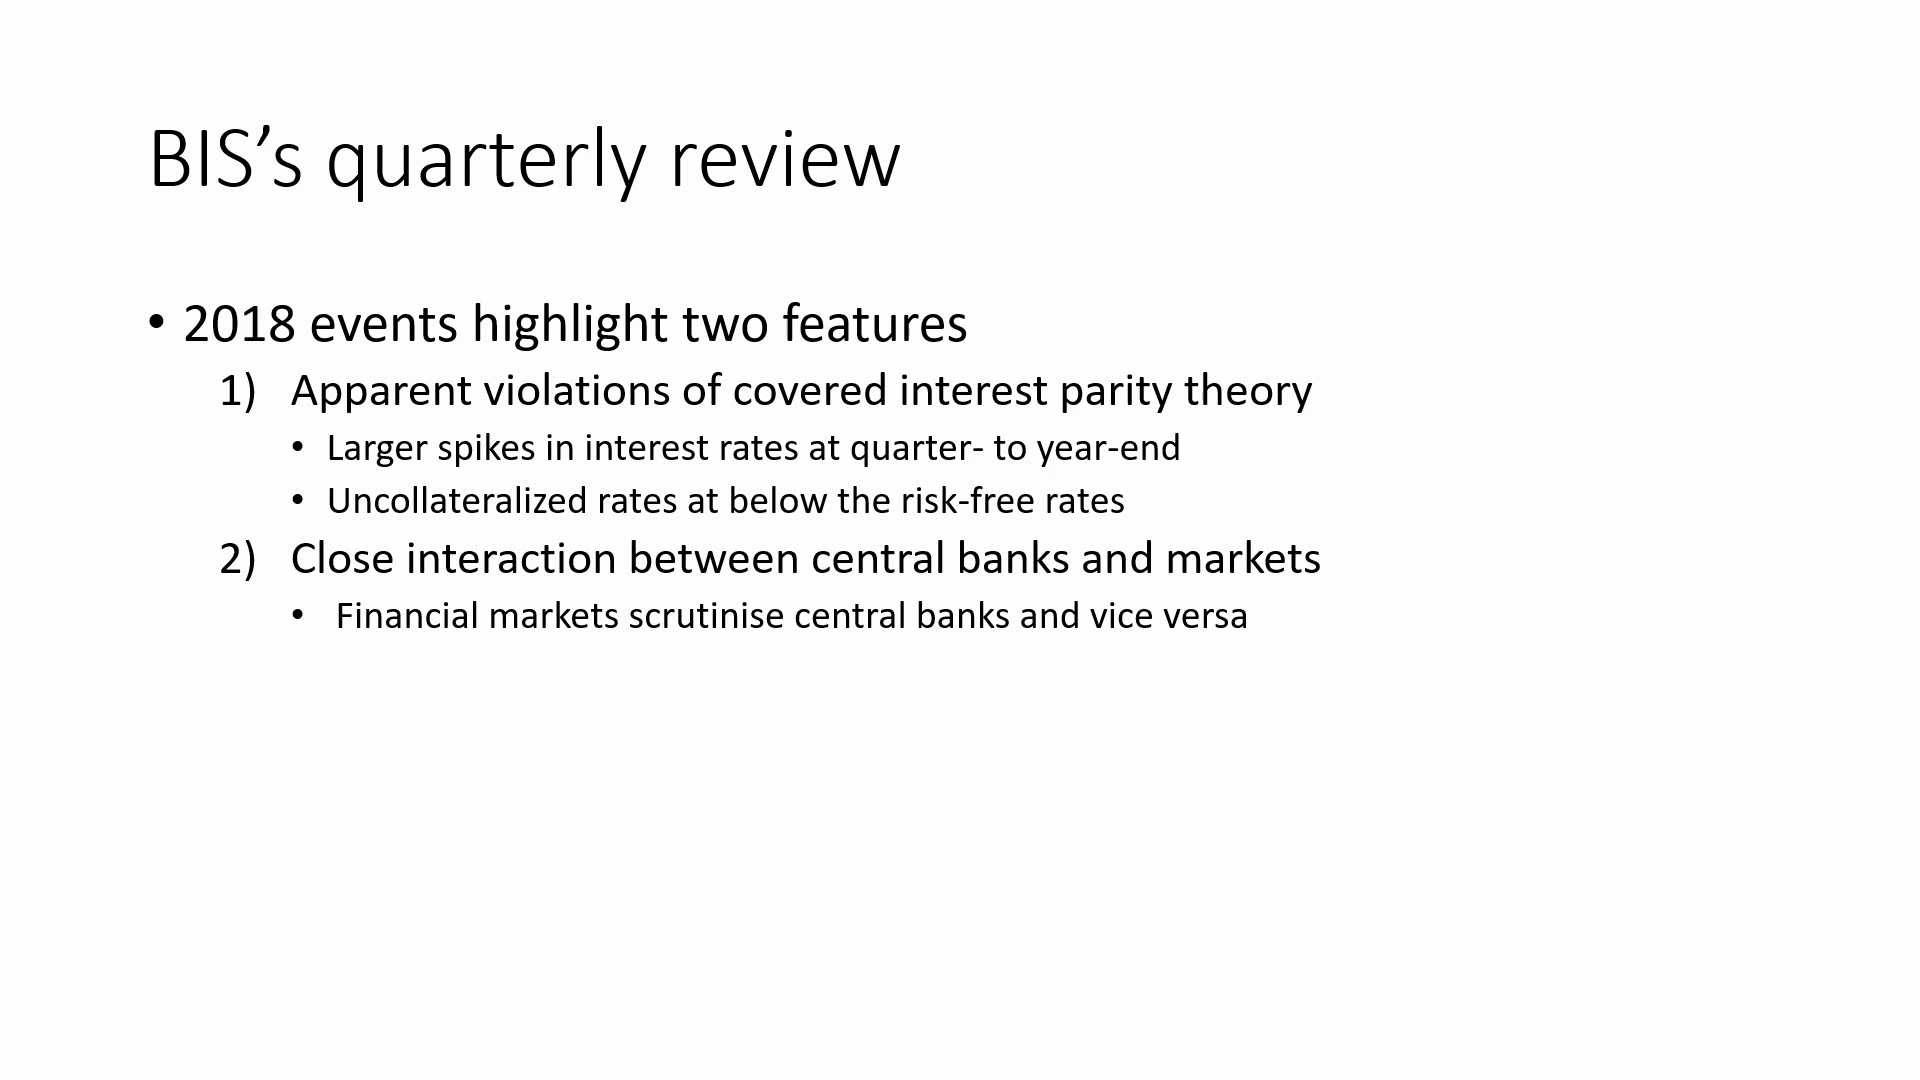 BIS’s quarterly review
• 2018 events highlight two features
1) Apparent violations of covered interest parity theory
• Larger spikes in interest rates at quarter- to year-end
• Uncollateralized rates at below the risk-free rates
2) Close interaction between central banks and markets
• Financial markets scrutinise central banks and vice versa